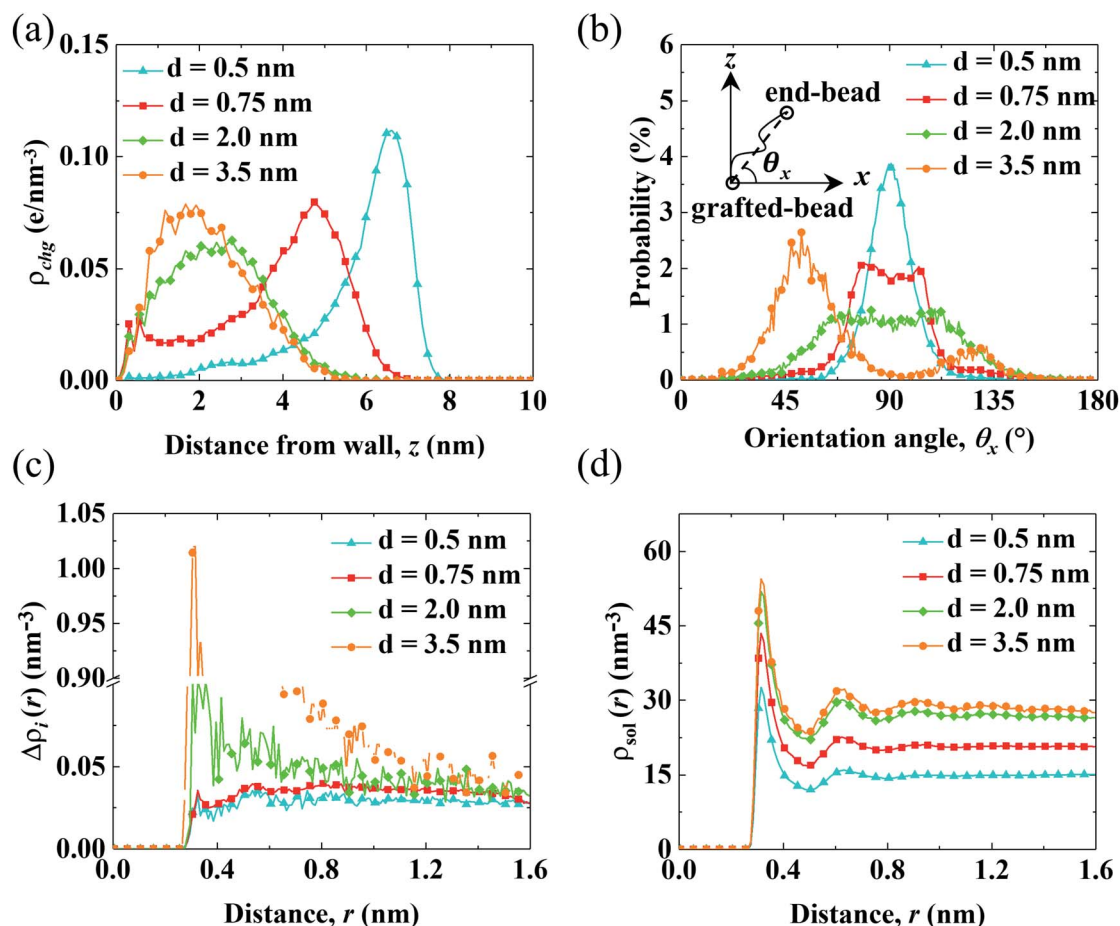 (a)
0.15
0.10
0.05
0.00
ρchg (e/nm-3)
d = 0.5 nm
d = 0.75 nm
d = 2.0 nm
d = 3.5 nm
0 2 4 6 8 10
Distance from wall, z (nm)
(b)
6
5
4
3
2
1
0
Probability (%)
z
end-bead
θx
x
grafted-bead
d = 0.5 nm
d = 0.75 nm
d = 2.0 nm
d = 3.5 nm
0 45 90 135 180
Orientation angle, θx (°)
(c)
1.05
1.00
0.95
0.90
0.05
0.00
Δρi (r) (nm-3)
d = 0.5 nm
d = 0.75 nm
d = 2.0 nm
d = 3.5 nm
0.0 0.4 0.8 1.2 1.6
Distance, r (nm)
(d)
60
45
30
15
0
ρsol (r) (nm-3)
d = 0.5 nm
d = 0.75 nm
d = 2.0 nm
d = 3.5 nm
0.0 0.4 0.8 1.2 1.6
Distance, r (nm)